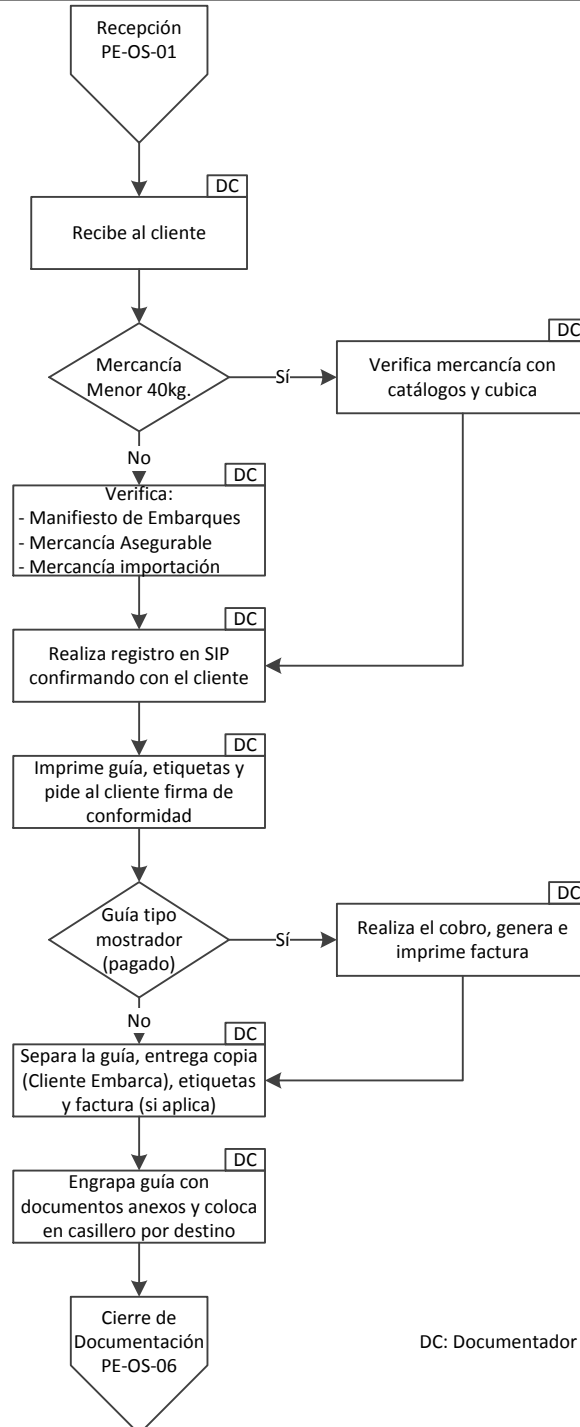 Recepción
PE-OS-01
DC
Recibe al cliente
Mercancía
Menor 40kg.
Sí
DC
Verifica mercancía con
catálogos y cubica
No
DC
Verifica:
- Manifiesto de Embarques
- Mercancía Asegurable
- Mercancía importación
DC
Realiza registro en SIP
confirmando con el cliente
DC
Imprime guía, etiquetas y
pide al cliente firma de
conformidad
Guía tipo
mostrador
(pagado)
Sí
DC
Realiza el cobro, genera e
imprime factura
No
DC
Separa la guía, entrega copia
(Cliente Embarca), etiquetas
y factura (si aplica)
DC
Engrapa guía con
documentos anexos y coloca
en casillero por destino
Cierre de
Documentación
PE-OS-06
DC: Documentador